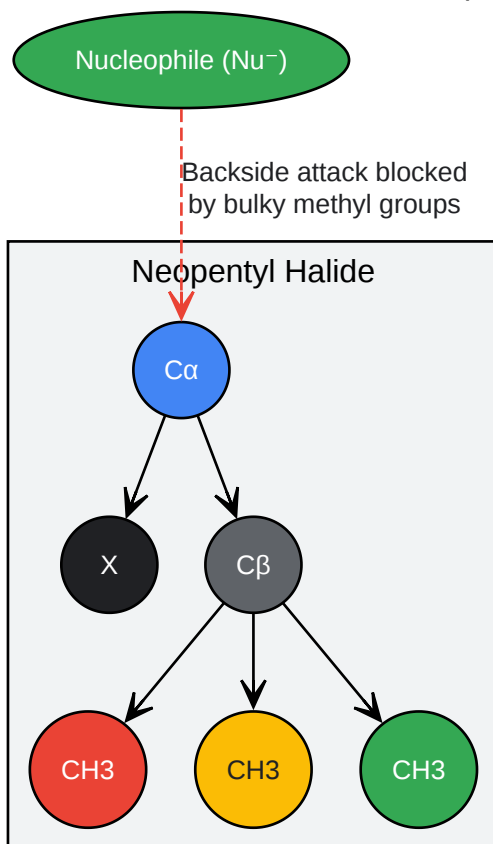 Nucleophile (Nu⁻)
Backside attack blocked
by bulky methyl groups
Neopentyl Halide
Cα
X
Cβ
CH3
CH3
CH3